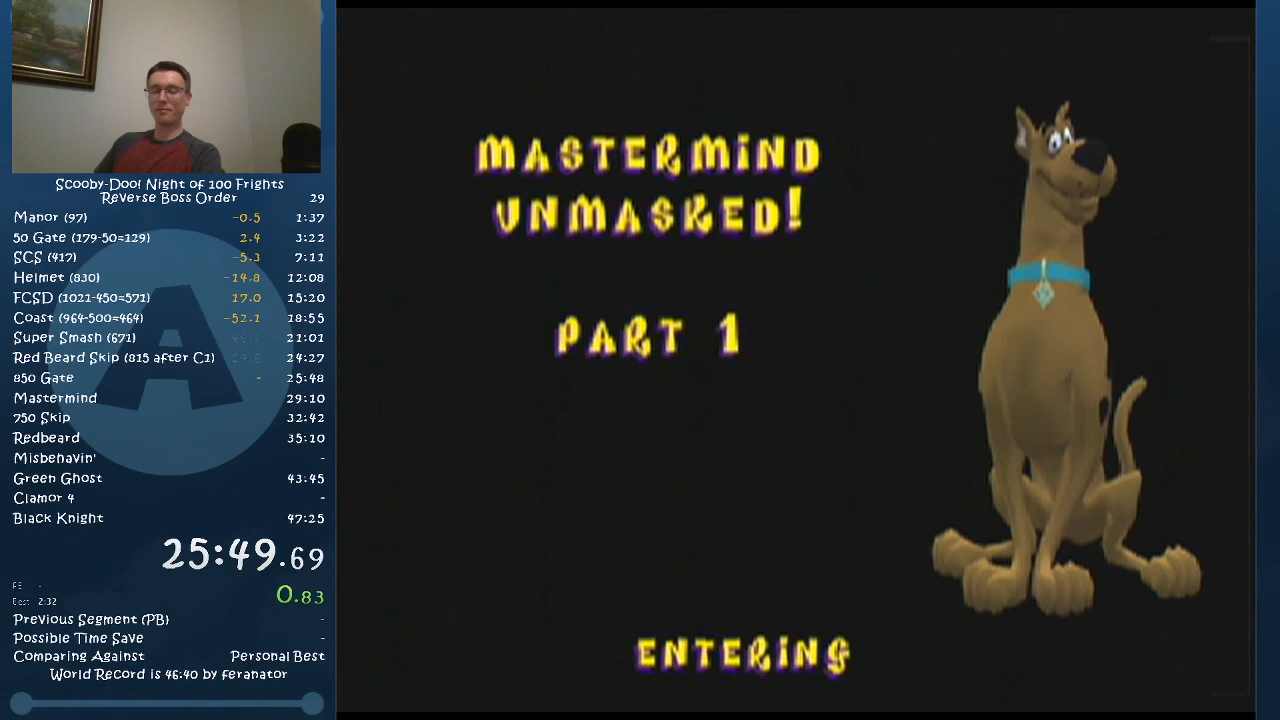 Scooby-Doo! Night of 100 Frights
Reverse Boss Order 29
Manor (97) -0.5 1:37
50 Gate (179-50=129) 2.4 3:22
SCS (417) -5.3 7:11
Helmet (830) -14.8 12:08
FCSD (1021-450=571) 17.0 15:20
Coast (964-500=464) -52.1 18:55
Super Smash (671) 21:01
Red Beard Skip (815 after C1) 24:27
850 Gate - 25:48
Mastermind 29:10
750 Skip 32:42
Redbeard 35:10
Misbehavin' -
Green Ghost 43:45
Clamor 4 -
Black Knight 47:25
25:49.69
0.83
Best 2:32
Previous Segment (PB) -
Possible Time Save -
Comparing Against Personal Best
World Record is 46:40 by feranator
MASTERMIND
UNMASKED!
PART 1
ENTERING